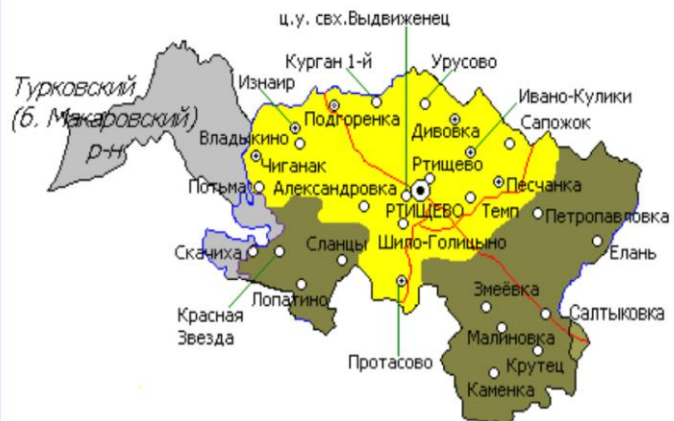 ц.у. свх.Выдвиженец
Курган 1-й
Урусово
Турковский
(б. Макаровский)
р-н
Изнаир
Ивано-Кулики
Подгоренка
Дивовка
Сапожок
Владыкино
Чиганак
Ртищево
Песчанка
Потьма
Александровка
РТИЩЕВО
Темп
Петропавловка
Шило-Голицыно
Скачиха
Сланцы
Елань
Красная
Звезда
Лопатино
Змеёвка
Салтыковка
Малиновка
Протасово
Крутец
Каменка